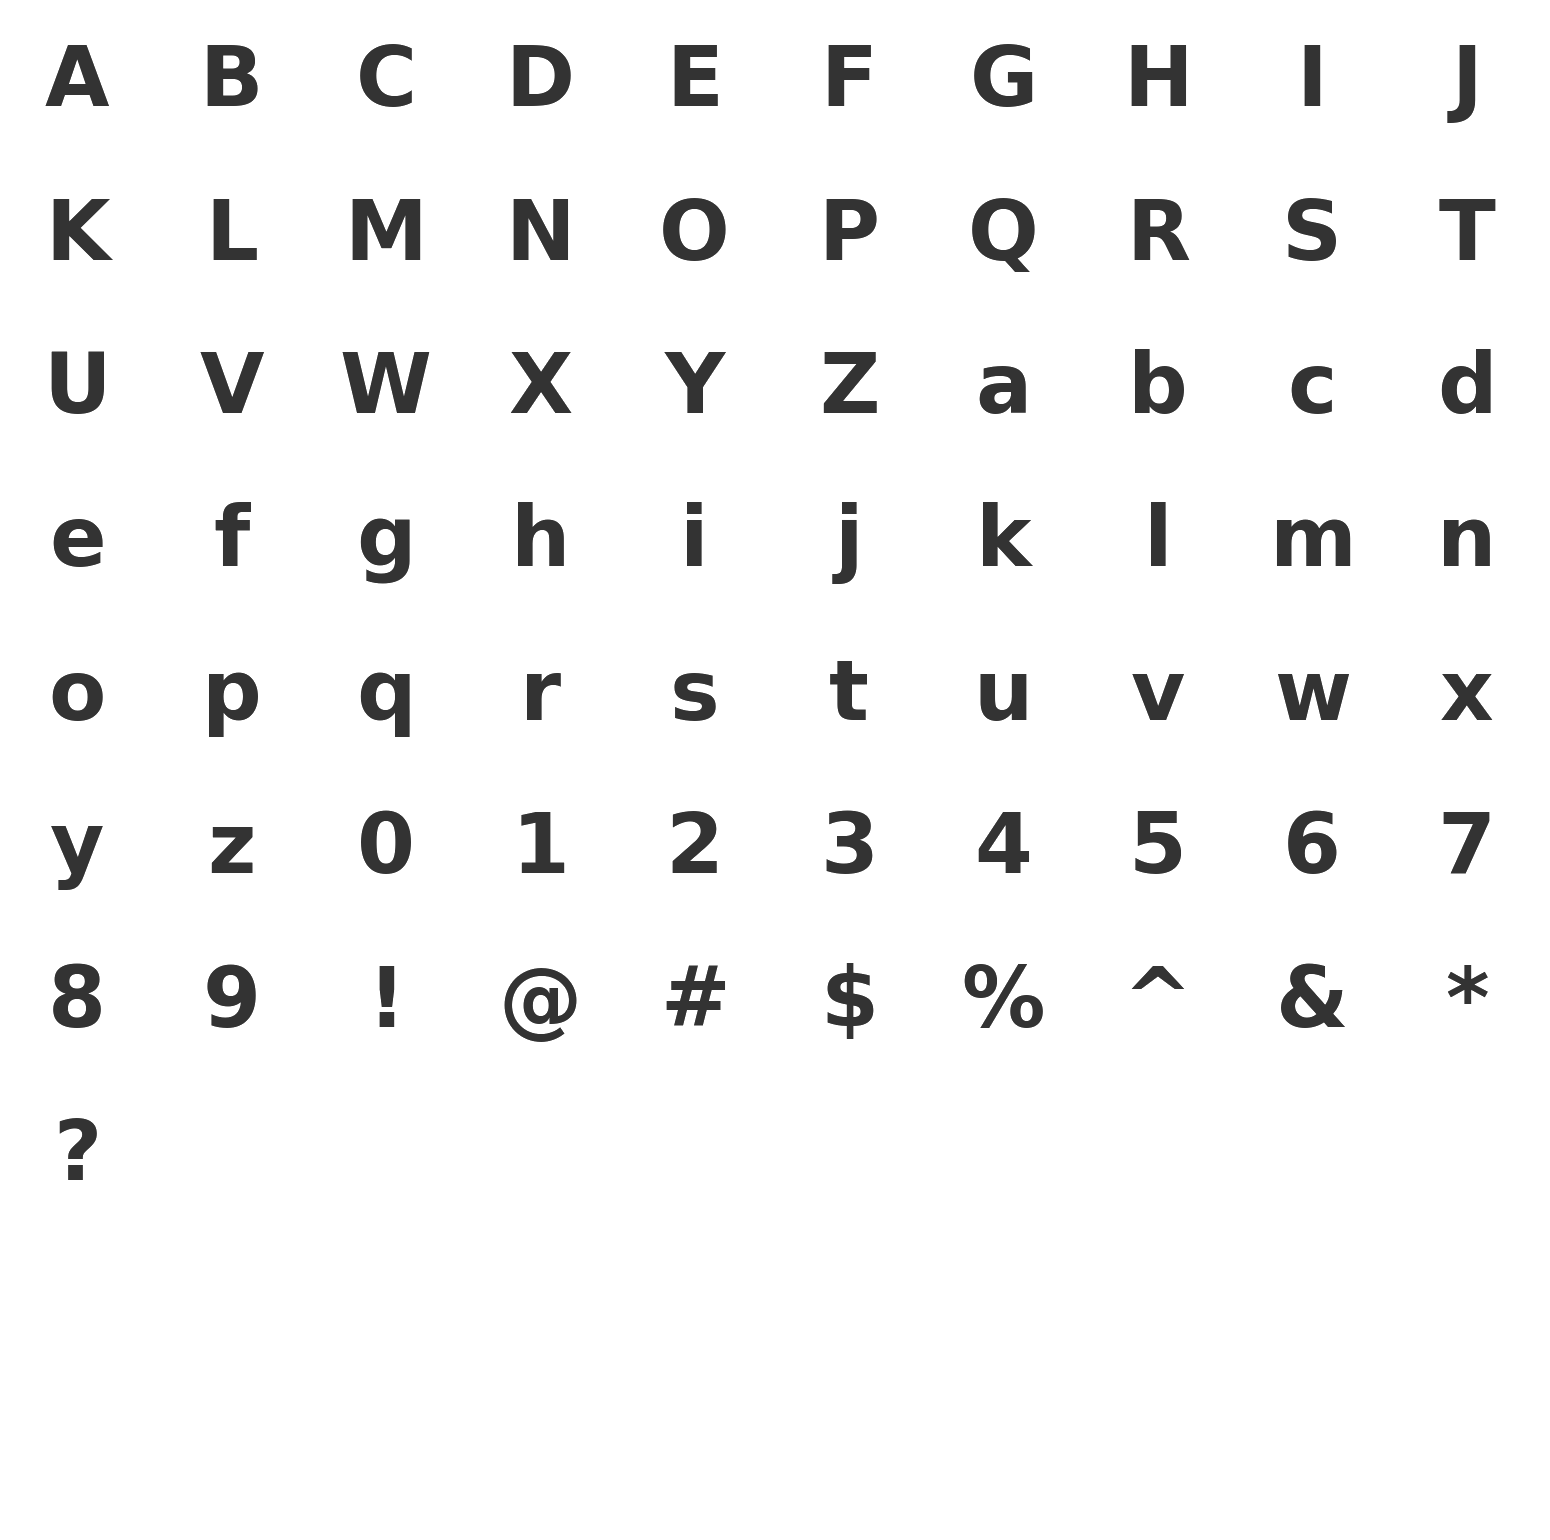 A B C D E F G H I J
K L M N O P Q R S T
U V W X Y Z a b c d
e f g h i j k l m n
o p q r s t u v w x
y z 0 1 2 3 4 5 6 7
8 9 ! @ # $ % ^ & *
?